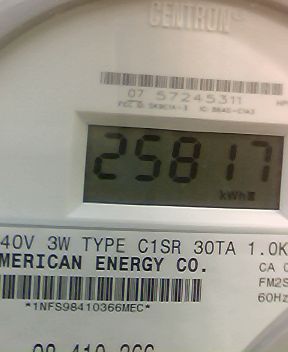 CENTRON
07 57245311
25817
kWh
40V 3W TYPE C1SR 30TA 1.0K
MERICAN ENERGY CO.
CA
FM2S
60Hz
*1NFS98410366MEC*